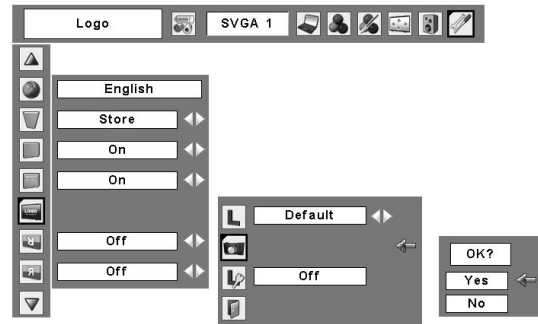 Logo
SVGA 1
English
Store
On
On
Off
Off
Default
Off
OK?
Yes
No